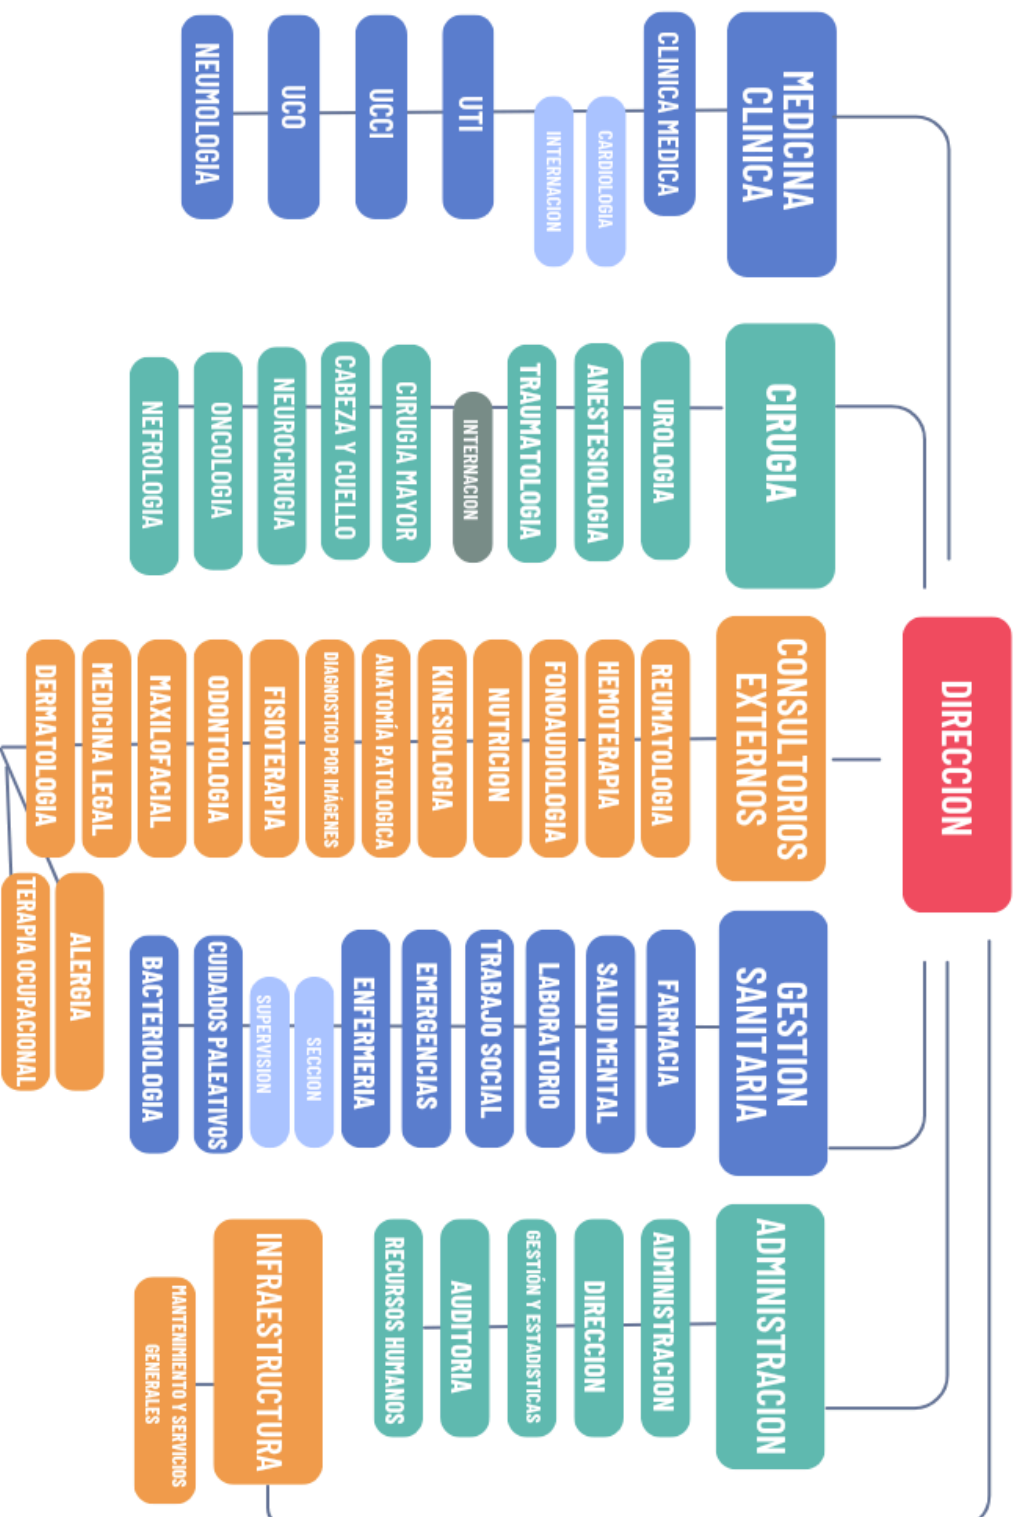 DIRECCION
MEDICINA
CLINICA
CLINICA MEDICA
CARDIOLOGIA
INTERNACION
UTI
UCCI
UCO
NEUMOLOGIA
CIRUGIA
UROLOGIA
ANESTESIOLOGIA
TRAUMATOLOGIA
INTERNACION
CIRUGIA MAYOR
CABEZA Y CUELLO
NEUROCIRUGIA
ONCOLOGIA
NEFROLOGIA
CONSULTORIOS
EXTERNOS
REUMATOLOGIA
HEMOTERAPIA
FONOAUDIOLOGIA
NUTRICION
KINESIOLOGIA
ANATOMÍA PATOLOGICA
DIAGNOSTICO POR IMÁGENES
FISIOTERAPIA
ODONTOLOGIA
MAXILOFACIAL
MEDICINA LEGAL
DERMATOLOGIA
ALERGIA
TERAPIA OCUPACIONAL
GESTION
SANITARIA
FARMACIA
SALUD MENTAL
LABORATORIO
TRABAJO SOCIAL
EMERGENCIAS
ENFERMERIA
SECCION
SUPERVISION
CUIDADOS PALEATIVOS
BACTERIOLOGIA
ADMINISTRACION
ADMINISTRACION
DIRECCION
GESTIÓN Y ESTADISTICAS
AUDITORIA
RECURSOS HUMANOS
INFRAESTRUCTURA
MANTENIMIENTO Y SERVICIOS
GENERALES